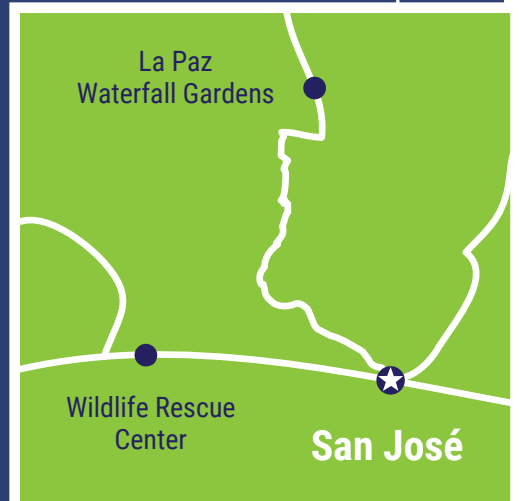 La Paz
Waterfall Gardens
Wildlife Rescue
Center
San José